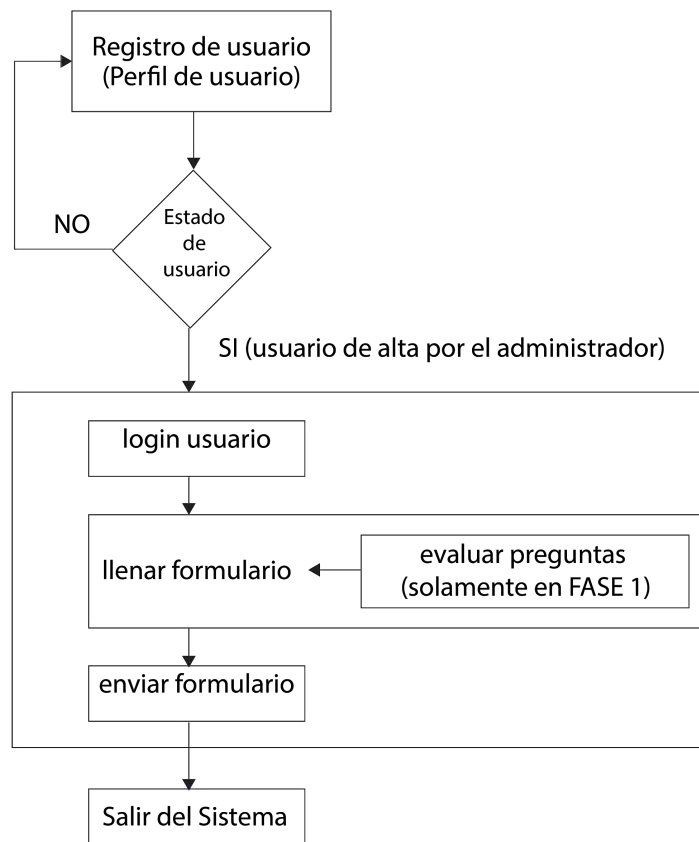 Registro de usuario
(Perfil de usuario)
NO
Estado
de
usuario
SI (usuario de alta por el administrador)
login usuario
llenar formulario
evaluar preguntas
(solamente en FASE 1)
enviar formulario
Salir del Sistema